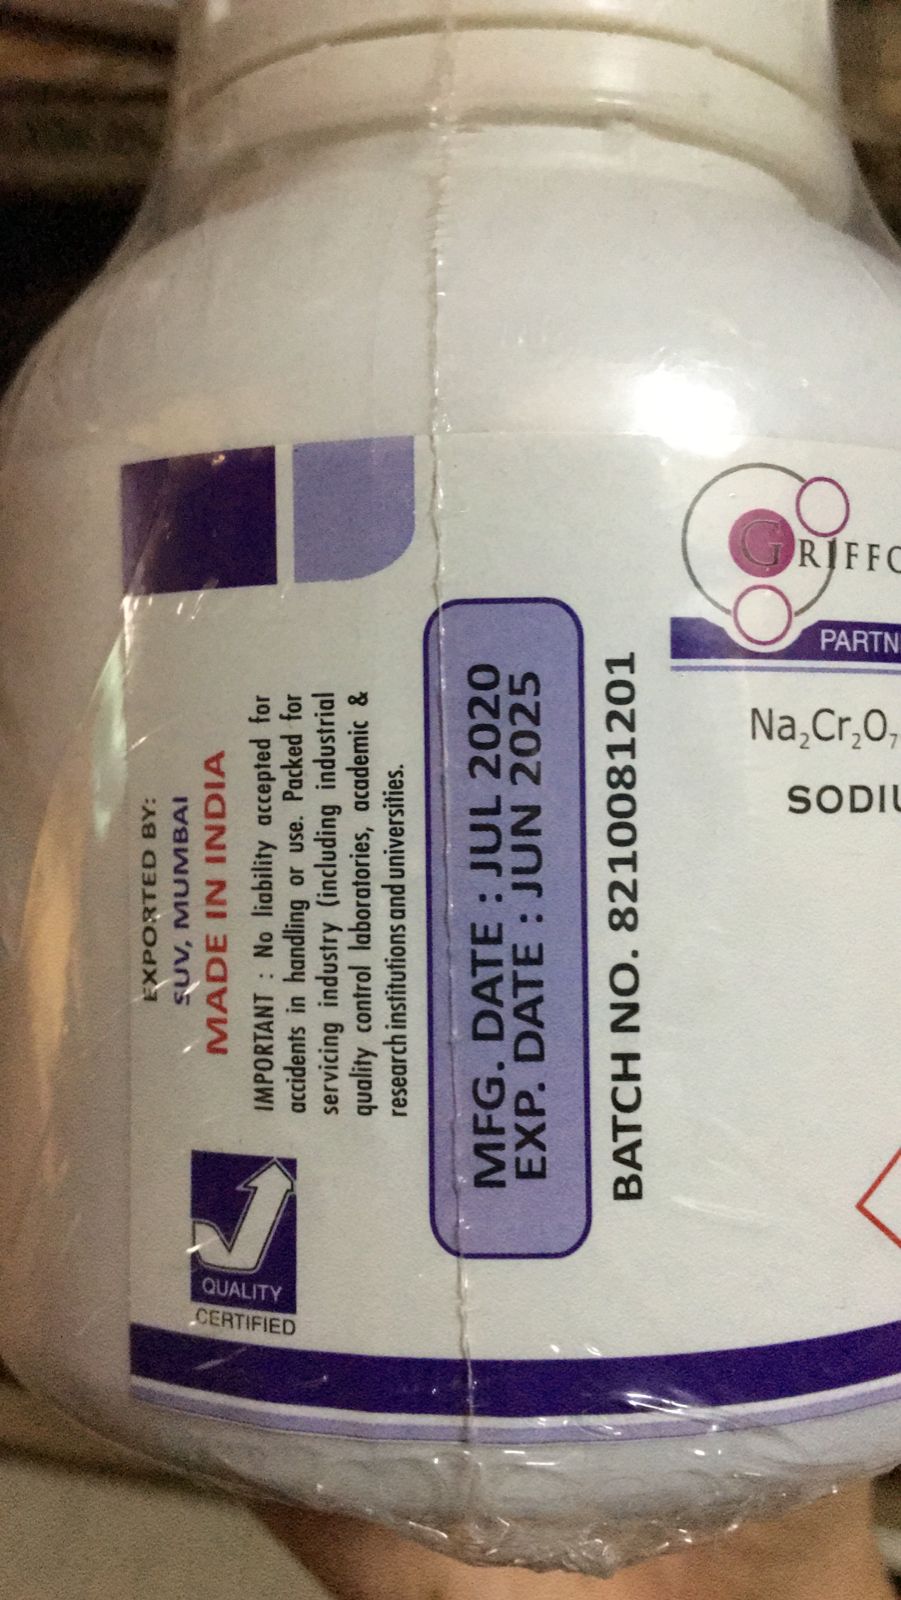 EXPORTED BY:
SUV, MUMBAI
MADE IN INDIA
IMPORTANT : No liability accepted for
accidents in handling or use. Packed for
servicing industry (including industrial
quality control laboratories, academic &
research institutions and universities.
QUALITY
CERTIFIED
MFG. DATE : JUL 2020
EXP. DATE : JUN 2025
BATCH NO. 8210081201
GRIFFO
PARTN
Na₂Cr₂O₇
SODIU